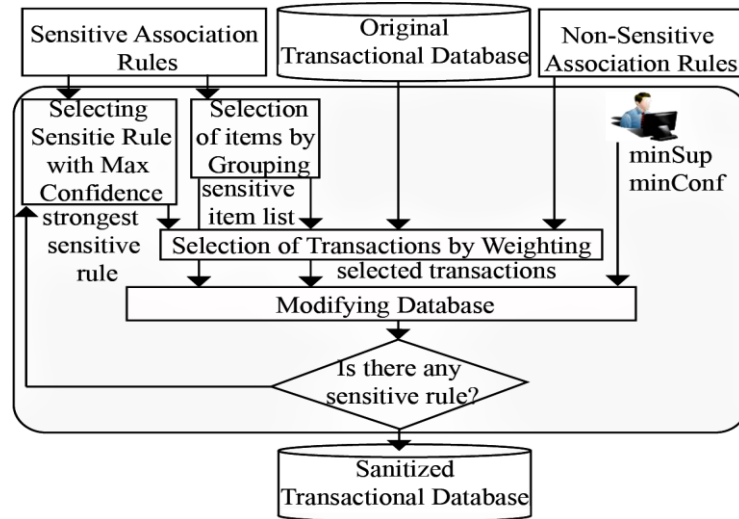 Sensitive Association
Rules
Original
Transactional Database
Non-Sensitive
Association Rules
Selecting
Sensitie Rule
with Max
Confidence
Selection
of items by
Grouping
minSup
minConf
strongest
sensitive
rule
sensitive
item list
Selection of Transactions by Weighting
selected transactions
Modifying Database
Is there any
sensitive rule?
Sanitized
Transactional Database